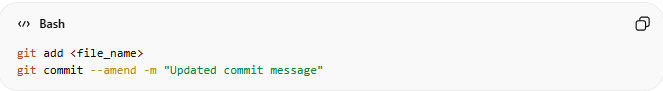 Bash
git add <file_name>
git commit --amend -m "Updated commit message"